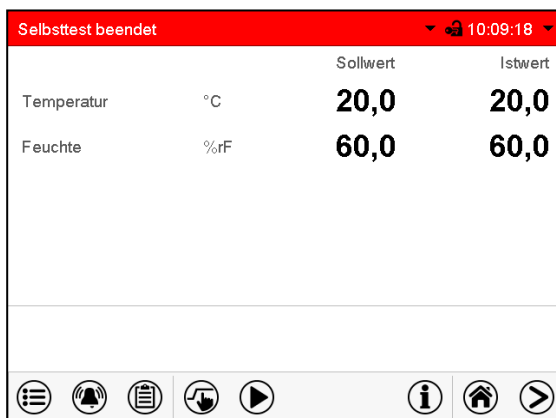 Selbsttest beendet 10:09:18
Sollwert Istwert
Temperatur °C 20,0 20,0
Feuchte %rF 60,0 60,0